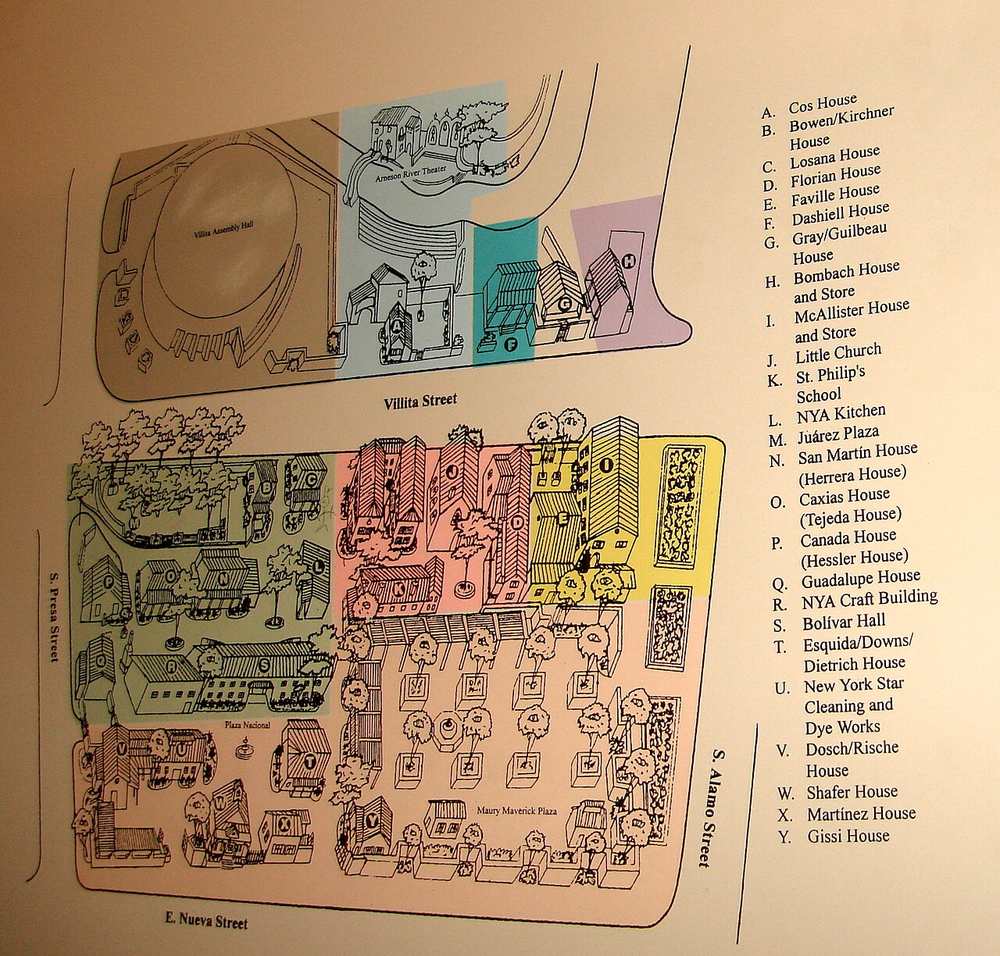 Arneson River Theater
Villita Assembly Hall
H
G
A
F
Villita Street
I
J
C
D
E
K
P
O
N
L
Q
R
S
S. Presa Street
Plaza Nacional
V
U
T
W
X
Y
Maury Maverick Plaza
S. Alamo Street
E. Nueva Street
A. Cos House
B. Bowen/Kirchner
House
C. Losana House
D. Florian House
E. Faville House
F. Dashiell House
G. Gray/Guilbeau
House
H. Bombach House
and Store
I. McAllister House
and Store
J. Little Church
K. St. Philip's
School
L. NYA Kitchen
M. Juárez Plaza
N. San Martín House
(Herrera House)
O. Caxias House
(Tejeda House)
P. Canada House
(Hessler House)
Q. Guadalupe House
R. NYA Craft Building
S. Bolívar Hall
T. Esquida/Downs/
Dietrich House
U. New York Star
Cleaning and
Dye Works
V. Dosch/Rische
House
W. Shafer House
X. Martínez House
Y. Gissi House